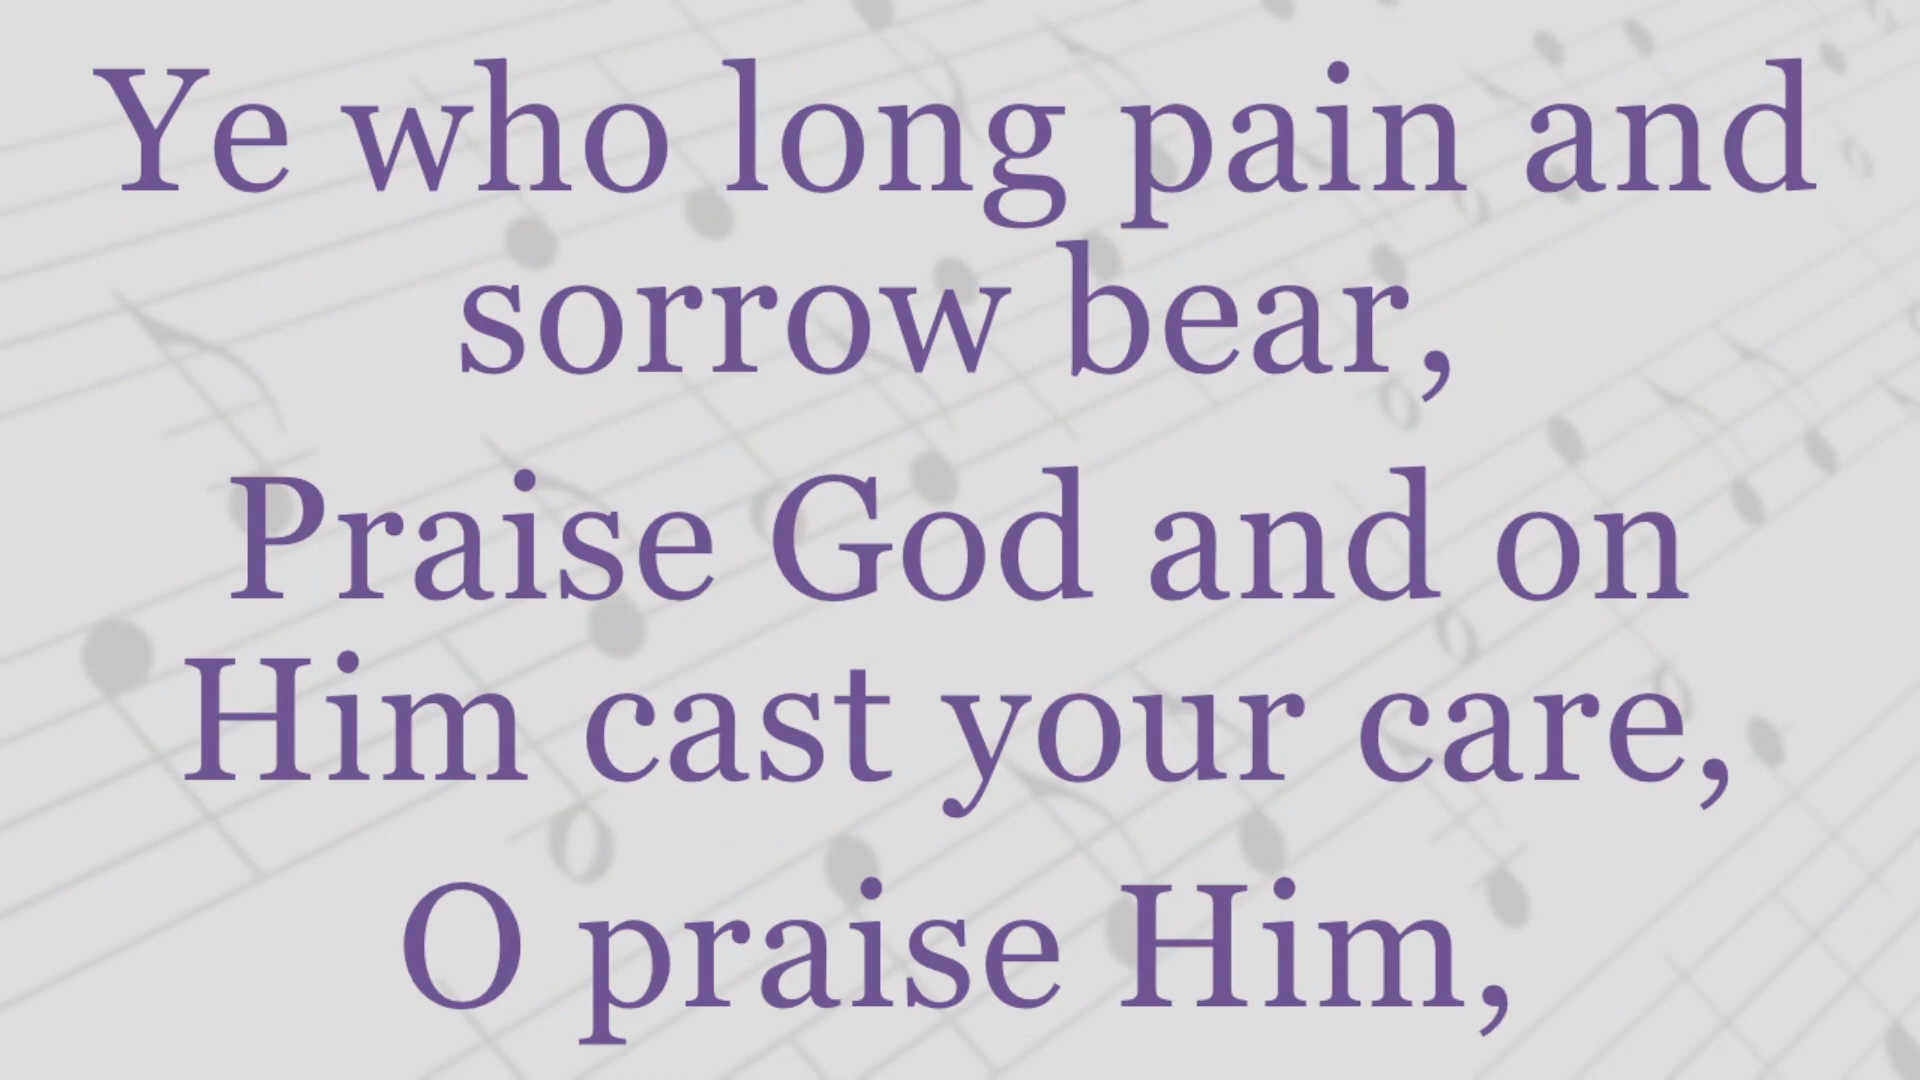 Ye who long pain and
sorrow bear,
Praise God and on
Him cast your care,
O praise Him,